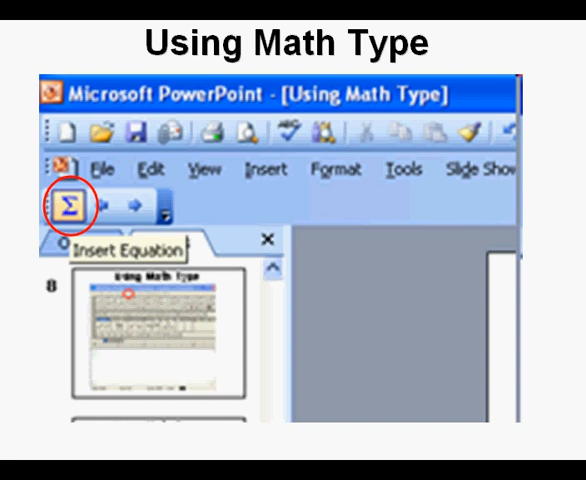 Using Math Type
Microsoft PowerPoint - [Using Math Type]
ABC
File Edit View Insert Format Tools Slide Show
Σ
Insert Equation
8
Using Math Type